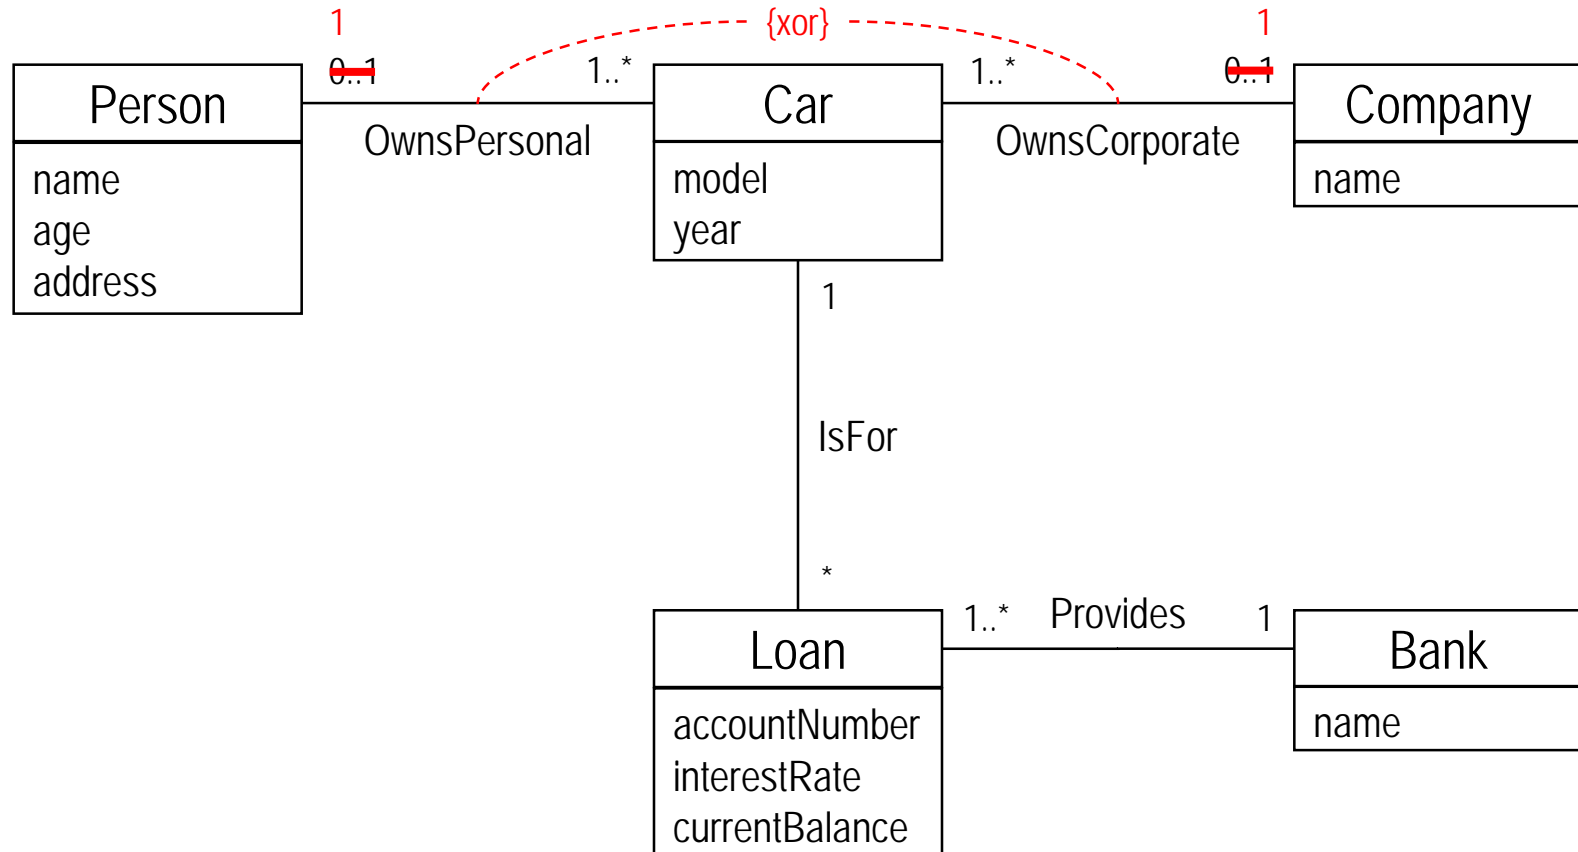 1
{xor}
1
0..1
1..*
1..*
0..1
Person
Car
Company
OwnsPersonal
OwnsCorporate
name
age
address
model
year
name
1
IsFor
*
1..*
Provides
1
Loan
Bank
accountNumber
interestRate
currentBalance
name